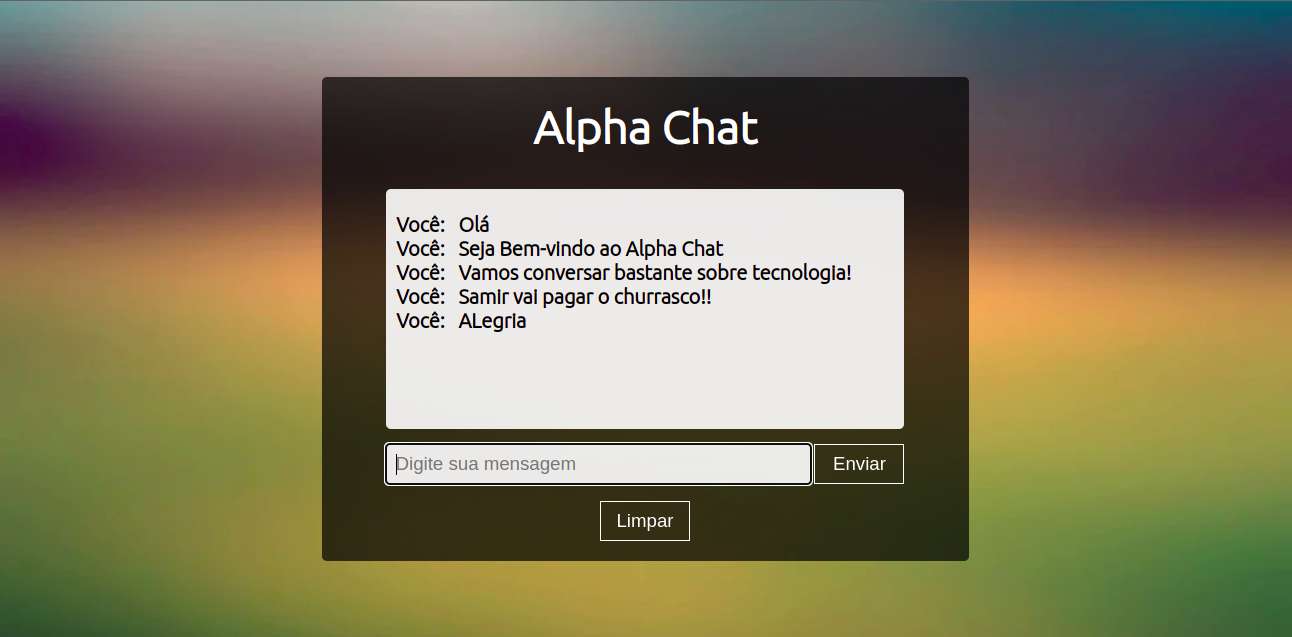 Alpha Chat
Você: Olá
Você: Seja Bem-vindo ao Alpha Chat
Você: Vamos conversar bastante sobre tecnologia!
Você: Samir vai pagar o churrasco!!
Você: ALegria
Digite sua mensagem
Enviar
Limpar